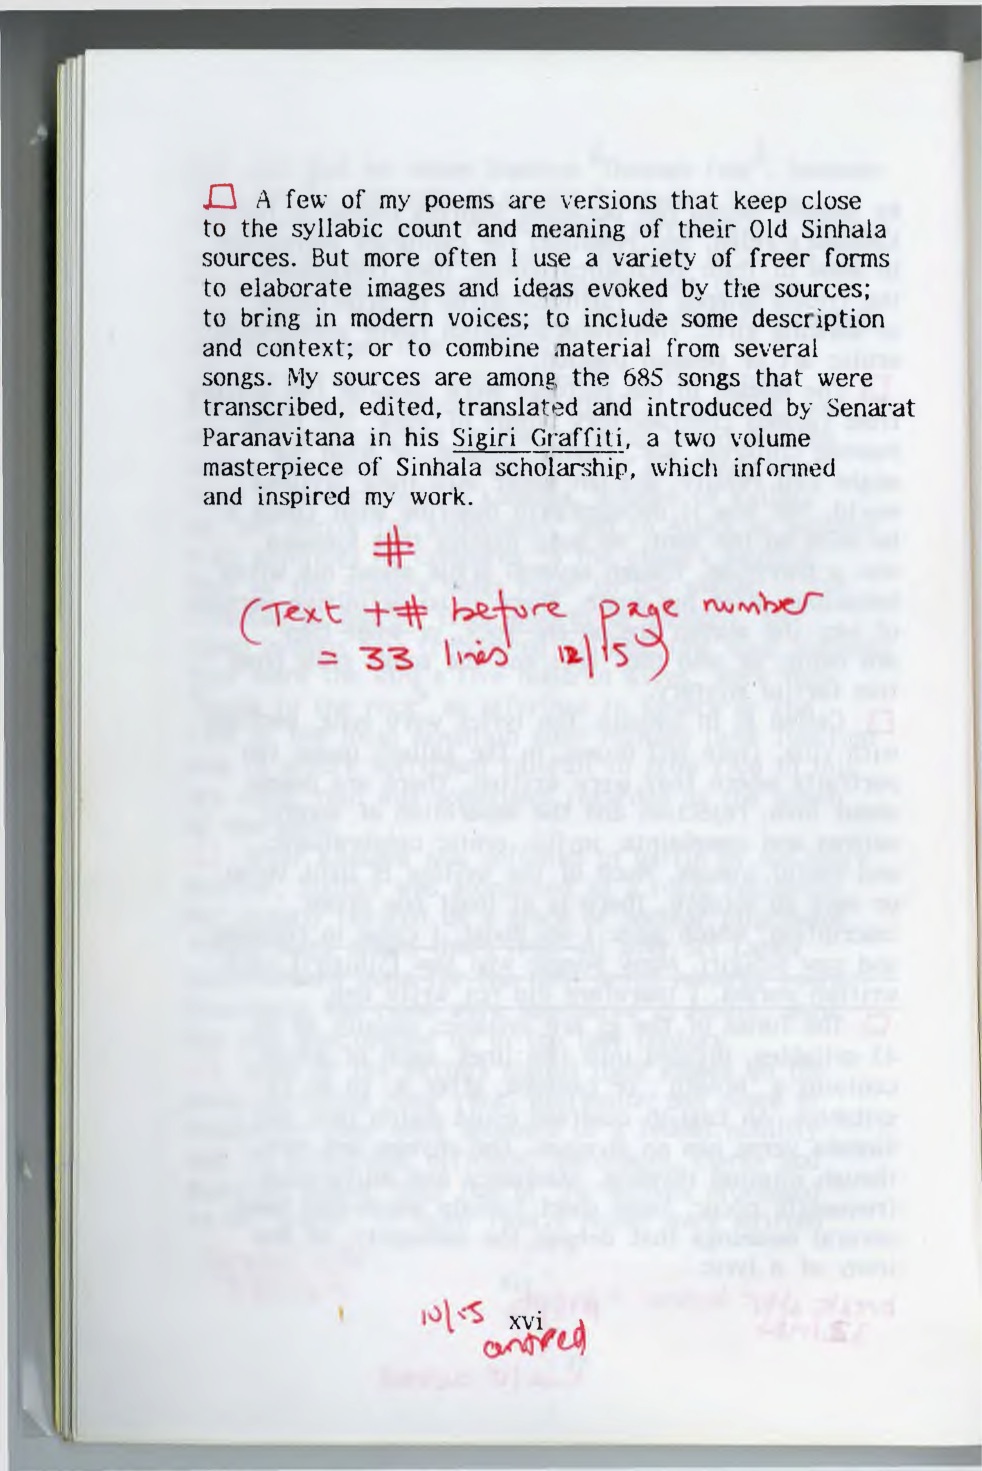 A few of my poems are versions that keep close
to the syllabic count and meaning of their Old Sinhala
sources. But more often I use a variety of freer forms
to elaborate images and ideas evoked by the sources;
to bring in modern voices; to include some description
and context; or to combine material from several
songs. My sources are among the 685 songs that were
transcribed, edited, translated and introduced by Senarat
Paranavitana in his Sigiri Graffiti, a two volume
masterpiece of Sinhala scholarship, which informed
and inspired my work.
#
(Text + # before page number
= 33 lines 12/15)
10/15 xvi